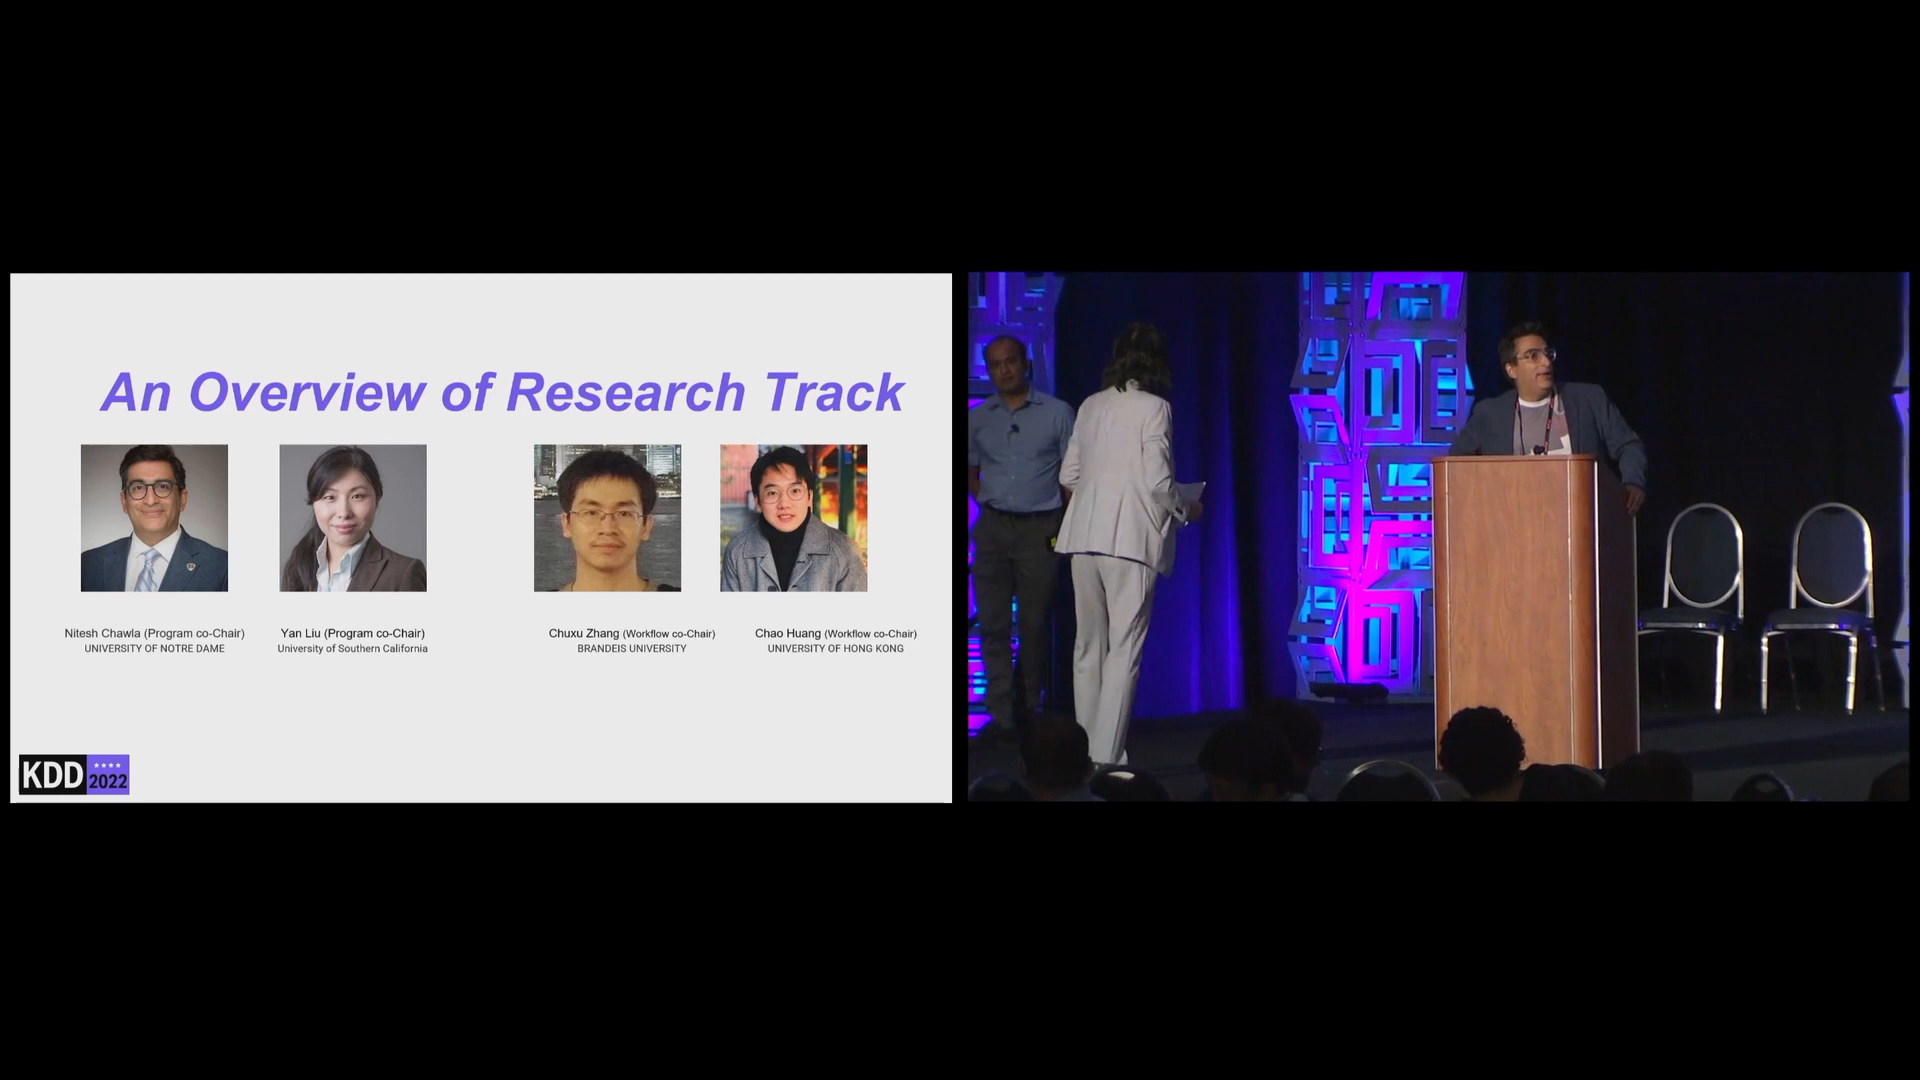 An Overview of Research Track
Nitesh Chawla (Program co-Chair)
UNIVERSITY OF NOTRE DAME
Yan Liu (Program co-Chair)
University of Southern California
Chuxu Zhang (Workflow co-Chair)
BRANDEIS UNIVERSITY
Chao Huang (Workflow co-Chair)
UNIVERSITY OF HONG KONG
KDD 2022